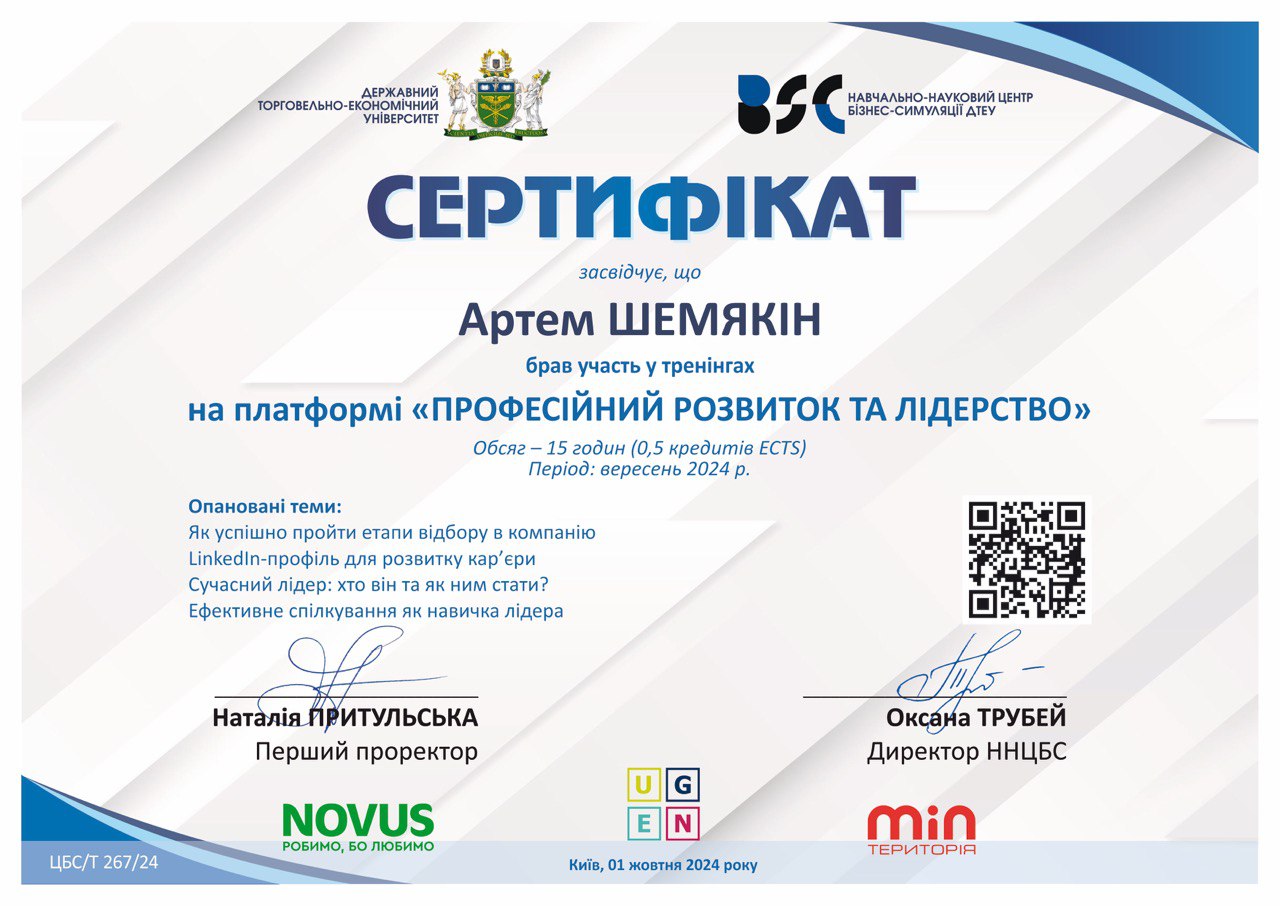 ДЕРЖАВНИЙ
ТОРГОВЕЛЬНО-ЕКОНОМІЧНИЙ
УНІВЕРСИТЕТ
BSC
НАВЧАЛЬНО-НАУКОВИЙ ЦЕНТР
БІЗНЕС-СИМУЛЯЦІЇ ДТЕУ
СЕРТИФІКАТ
засвідчує, що
Артем ШЕМЯКІН
брав участь у тренінгах
на платформі «ПРОФЕСІЙНИЙ РОЗВИТОК ТА ЛІДЕРСТВО»
Обсяг – 15 годин (0,5 кредитів ECTS)
Період: вересень 2024 р.
Опановані теми:
Як успішно пройти етапи відбору в компанію
LinkedIn-профіль для розвитку кар’єри
Сучасний лідер: хто він та як ним стати?
Ефективне спілкування як навичка лідера
Наталія ПРИТУЛЬСЬКА
Перший проректор
Оксана ТРУБЕЙ
Директор ННЦБС
NOVUS
РОБИМО, БО ЛЮБИМО
U G
E N
min
ТЕРИТОРІЯ
ЦБС/Т 267/24
Київ, 01 жовтня 2024 року